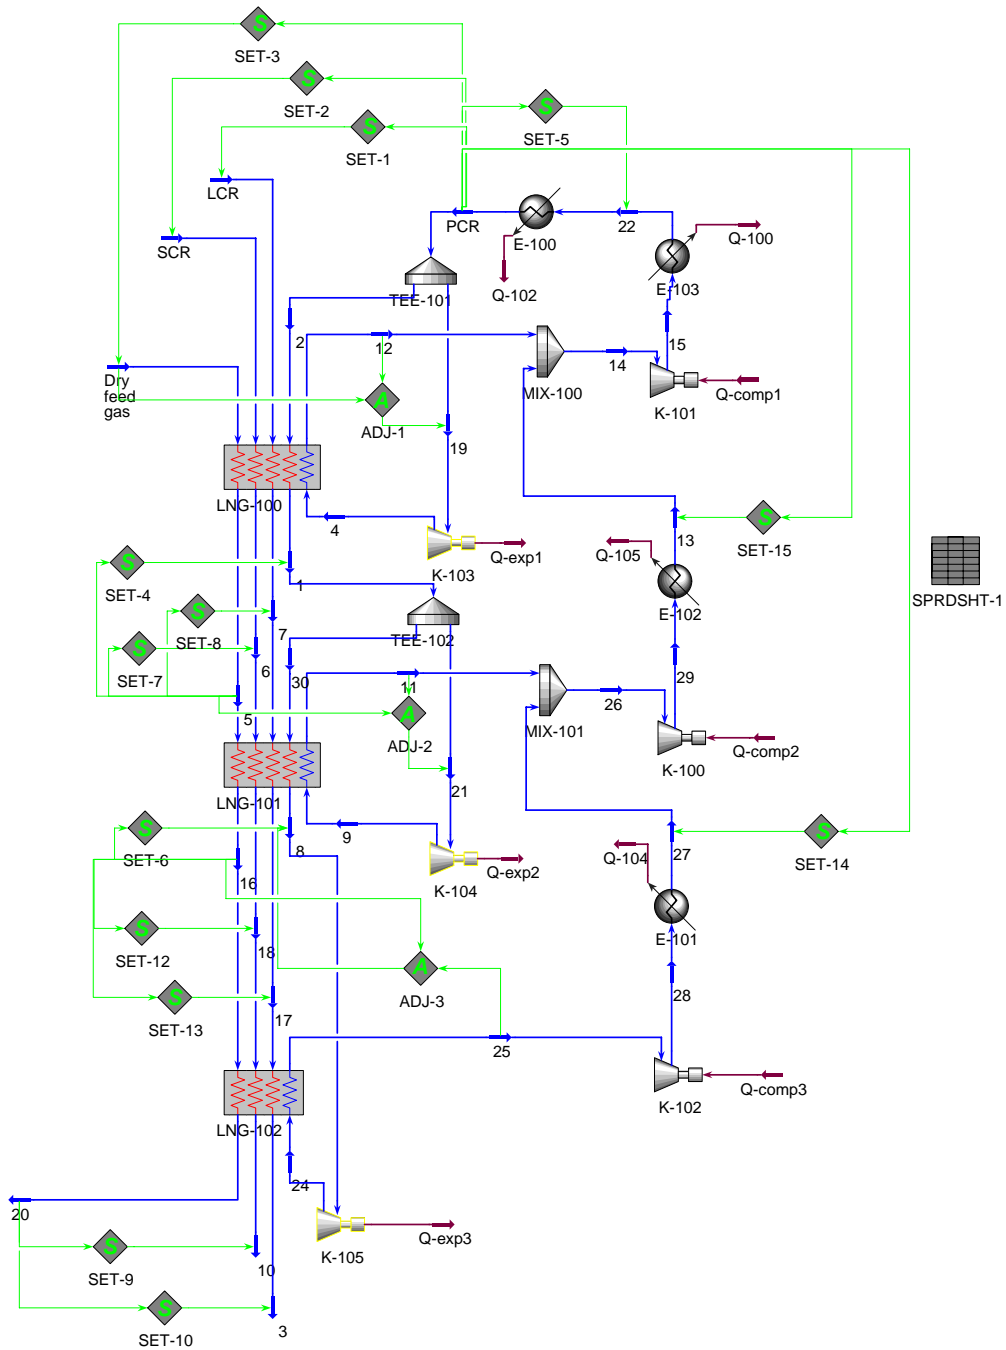 S
SET-3
S
SET-2
S
SET-5
S
SET-1
LCR
PCR
22
E-100
Q-100
SCR
E-103
Q-102
TEE-101
2
12
15
14
MIX-100
K-101
Q-comp1
Dry
feed
gas
A
ADJ-1
19
LNG-100
4
13
S
SET-15
K-103
Q-exp1
Q-105
S
SET-4
1
E-102
SPRDSHT-1
S
SET-8
7
TEE-102
S
SET-7
6
30
11
29
26
5
A
ADJ-2
MIX-101
K-100
Q-comp2
LNG-101
21
S
SET-6
8
9
27
S
SET-14
16
K-104
Q-exp2
Q-104
S
SET-12
18
E-101
A
ADJ-3
28
S
SET-13
17
25
K-102
Q-comp3
LNG-102
24
20
K-105
Q-exp3
S
SET-9
10
S
SET-10
3